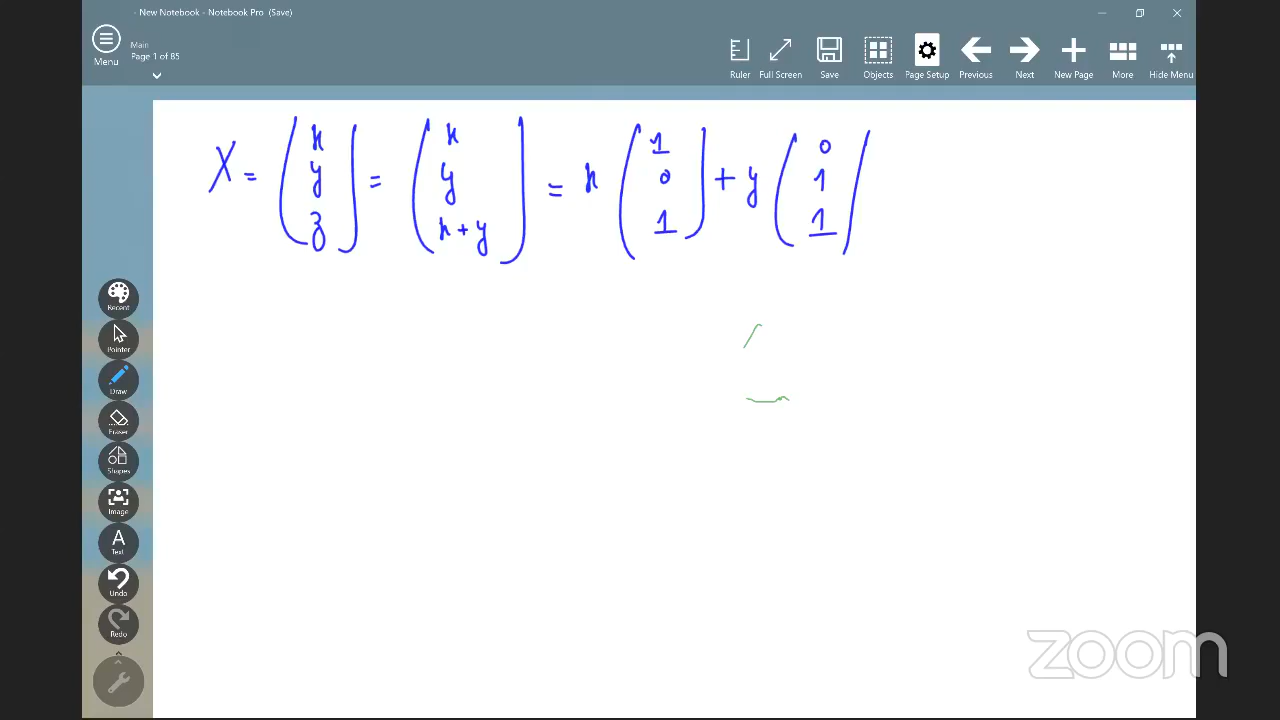 - New Notebook - Notebook Pro (Save)
Menu
Main
Page 1 of 85
Ruler
Full Screen
Save
Objects
Page Setup
Previous
Next
New Page
More
Hide Menu
X = (x y z) = (x y x+y) = x (1 0 1) + y (0 1 1)
Recent
Pointer
Draw
Eraser
Shapes
Image
A
Text
Undo
Redo
zoom